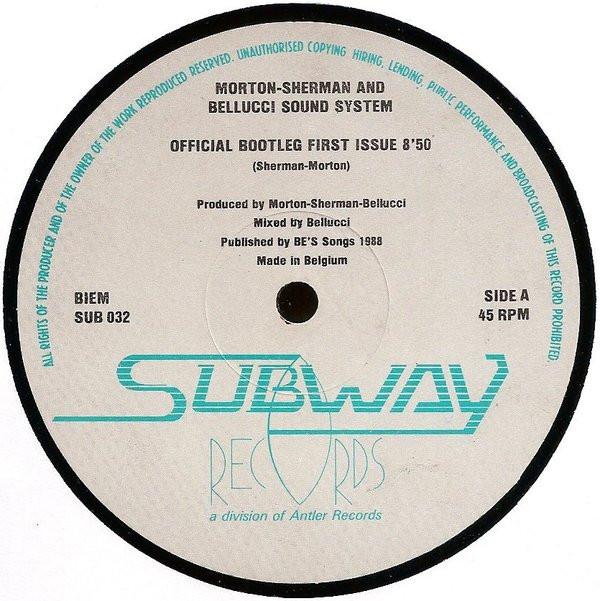 ALL RIGHTS OF THE PRODUCER AND OF THE OWNER OF THE WORK REPRODUCED RESERVED. UNAUTHORISED COPYING, HIRING, LENDING, PUBLIC PERFORMANCE AND BROADCASTING OF THIS RECORD PROHIBITED.
MORTON-SHERMAN AND
BELLUCCI SOUND SYSTEM
OFFICIAL BOOTLEG FIRST ISSUE 8'50
(Sherman-Morton)
Produced by Morton-Sherman-Bellucci
Mixed by Bellucci
Published by BE'S Songs 1988
Made in Belgium
BIEM SIDE A
SUB 032 45 RPM
SUBWAY
RECORDS
a division of Antler Records